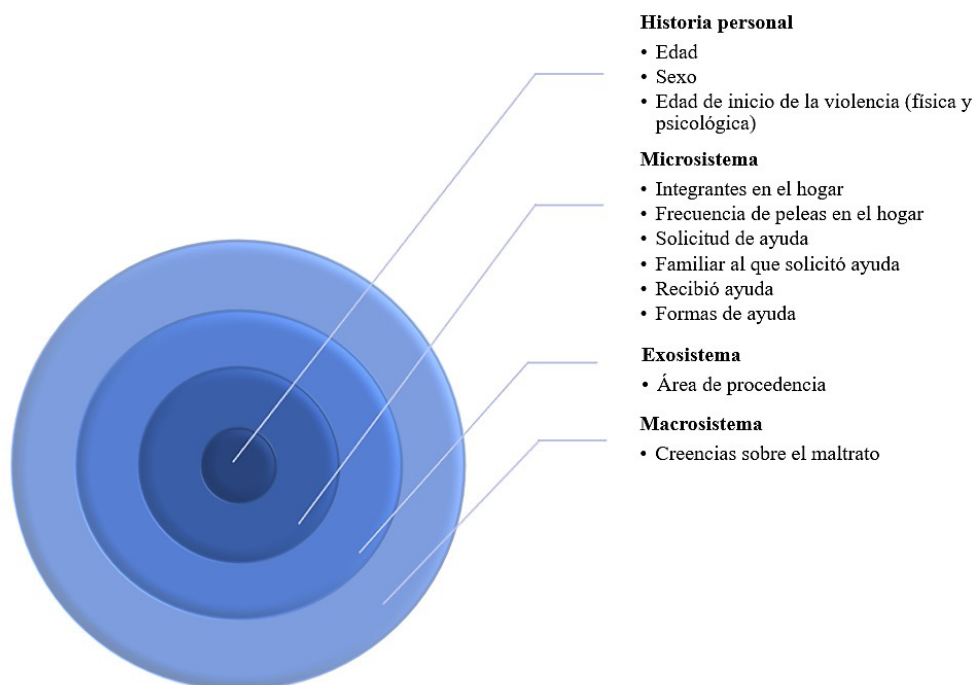 Historia personal
• Edad
• Sexo
• Edad de inicio de la violencia (física y
psicológica)
Microsistema
• Integrantes en el hogar
• Frecuencia de peleas en el hogar
• Solicitud de ayuda
• Familiar al que solicitó ayuda
• Recibió ayuda
• Formas de ayuda
Exosistema
• Área de procedencia
Macrosistema
• Creencias sobre el maltrato